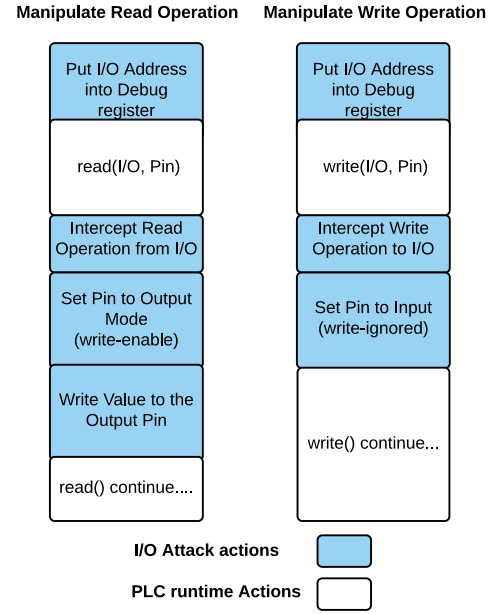 Manipulate Read Operation
Put I/O Address
into Debug
register
read(I/O, Pin)
Intercept Read
Operation from I/O
Set Pin to Output
Mode
(write-enable)
Write Value to the
Output Pin
read() continue....
Manipulate Write Operation
Put I/O Address
into Debug
register
write(I/O, Pin)
Intercept Write
Operation to I/O
Set Pin to Input
(write-ignored)
write() continue...
I/O Attack actions
PLC runtime Actions